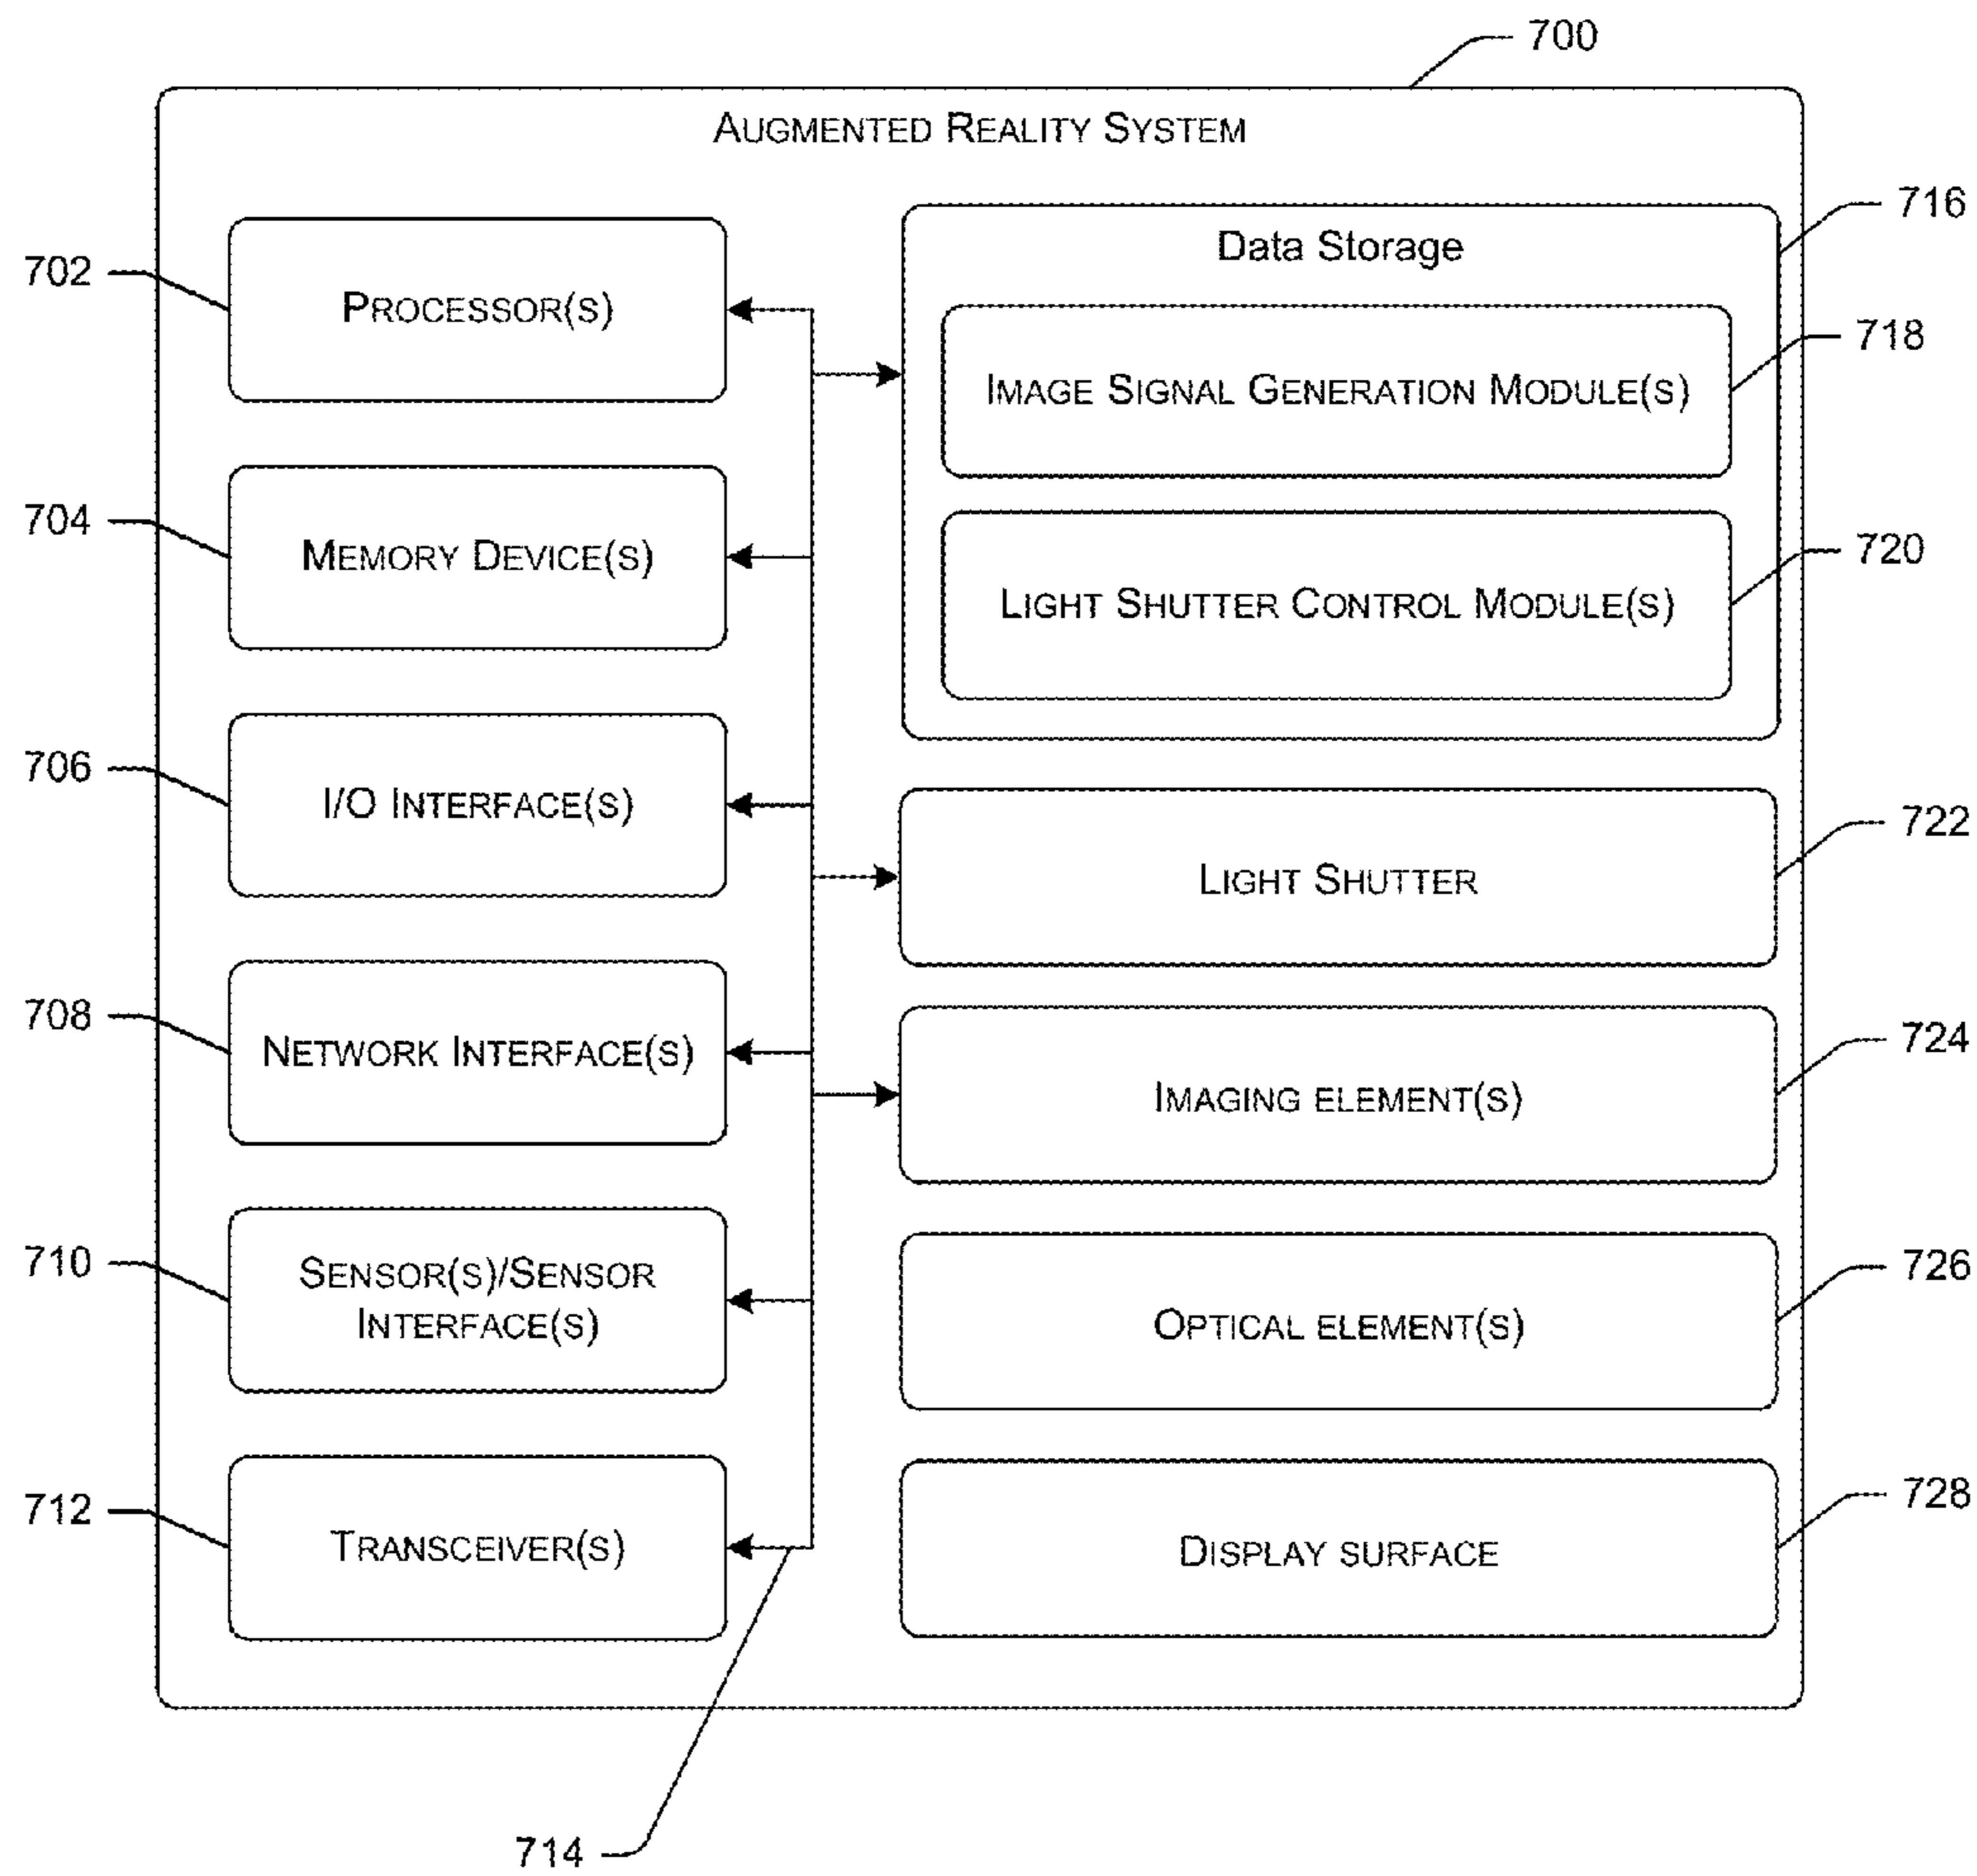 700
AUGMENTED REALITY SYSTEM
702
PROCESSOR(S)
704
MEMORY DEVICE(S)
706
I/O INTERFACE(S)
708
NETWORK INTERFACE(S)
710
SENSOR(S)/SENSOR
INTERFACE(S)
712
TRANSCEIVER(S)
714
716
Data Storage
718
IMAGE SIGNAL GENERATION MODULE(S)
720
LIGHT SHUTTER CONTROL MODULE(S)
722
LIGHT SHUTTER
724
IMAGING ELEMENT(S)
726
OPTICAL ELEMENT(S)
728
DISPLAY SURFACE